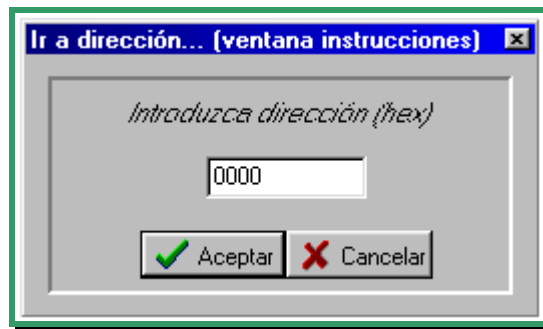 Ir a dirección... (ventana instrucciones)
Introduzca dirección (hex)
0000
Aceptar Cancelar